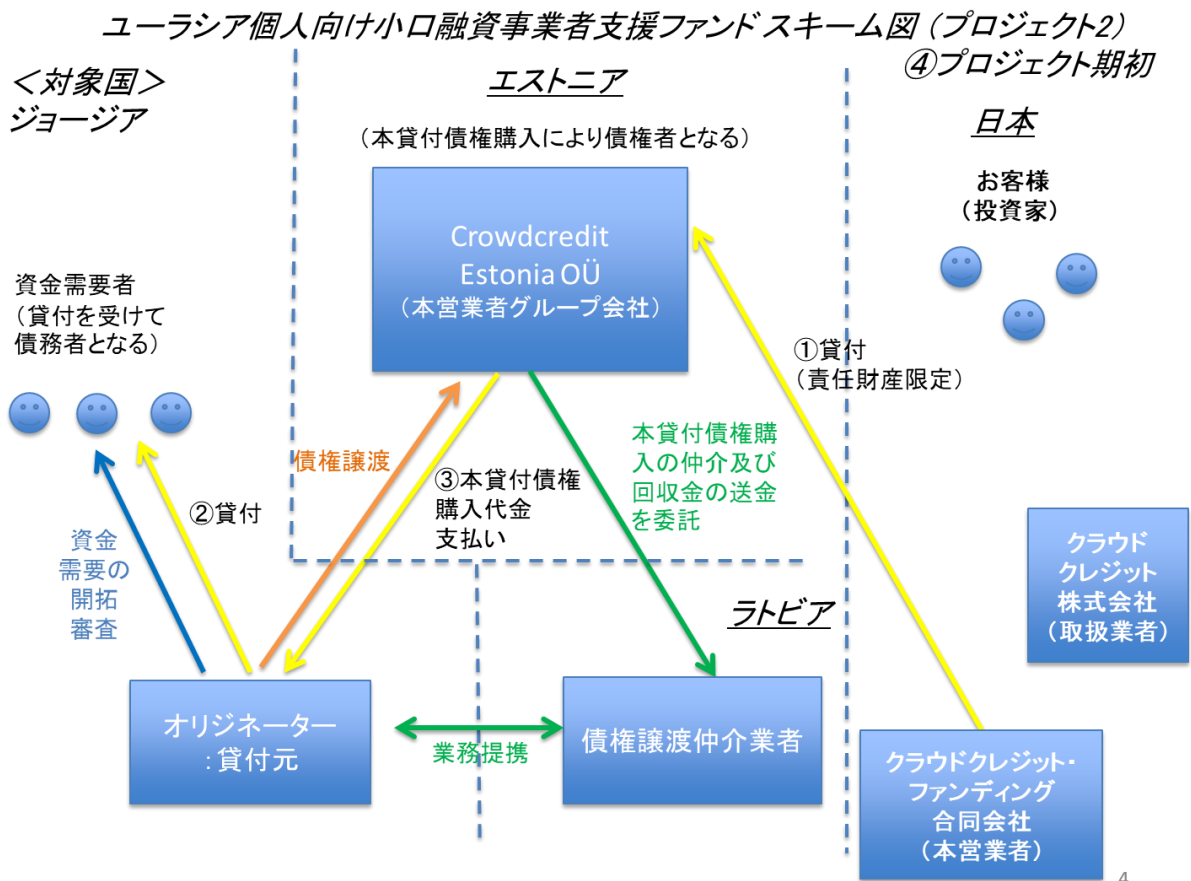 ユーラシア個人向け小口融資事業者支援ファンド スキーム図（プロジェクト2）
④プロジェクト期初
＜対象国＞
ジョージア
エストニア
日本
（本貸付債権購入により債権者となる）
お客様
（投資家）
Crowdcredit
Estonia OÜ
（本営業者グループ会社）
資金需要者
（貸付を受けて
債務者となる）
①貸付
（責任財産限定）
債権譲渡
③本貸付債権
購入代金
支払い
本貸付債権購
入の仲介及び
回収金の送金
を委託
②貸付
資金
需要の
開拓
審査
クラウド
クレジット
株式会社
（取扱業者）
ラトビア
オリジネーター
：貸付元
業務提携
債権譲渡仲介業者
クラウドクレジット・
ファンディング
合同会社
（本営業者）
4